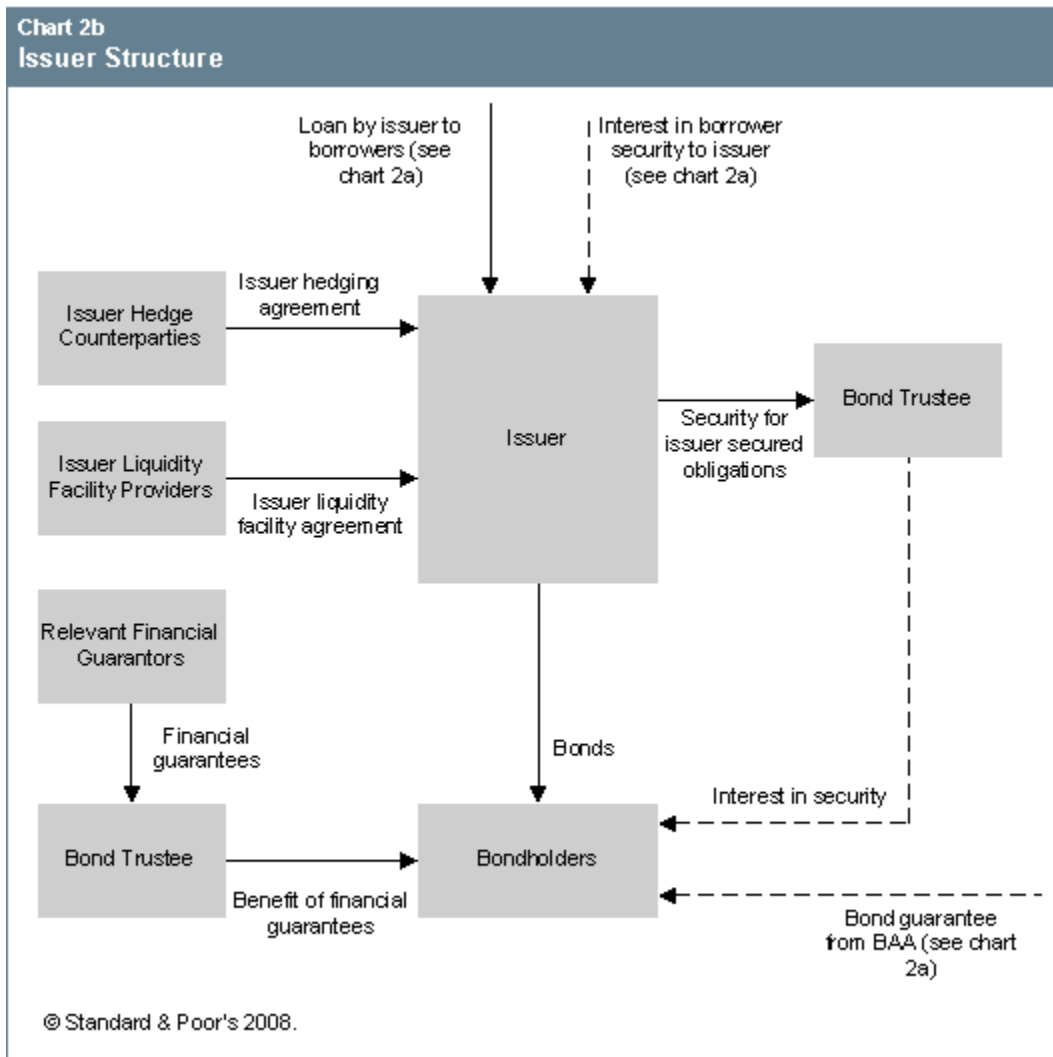 Chart 2b
Issuer Structure
Loan by issuer to
borrowers (see
chart 2a)
Interest in borrower
security to issuer
(see chart 2a)
Issuer Hedge
Counterparties
Issuer hedging
agreement
Issuer
Bond Trustee
Security for
issuer secured
obligations
Issuer Liquidity
Facility Providers
Issuer liquidity
facility agreement
Relevant Financial
Guarantors
Financial
guarantees
Bonds
Interest in security
Bond Trustee
Benefit of financial
guarantees
Bondholders
Bond guarantee
from BAA (see chart
2a)
© Standard & Poor's 2008.